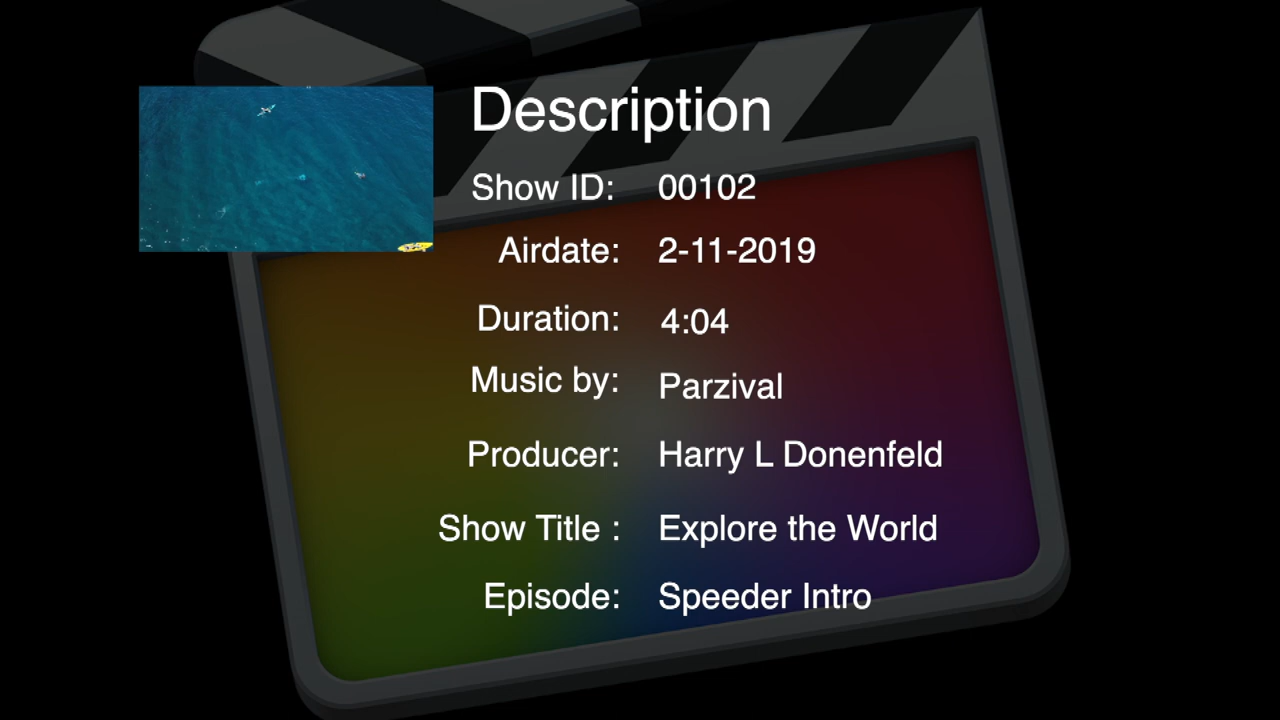 Description
Show ID: 00102
Airdate: 2-11-2019
Duration: 4:04
Music by: Parzival
Producer: Harry L Donenfeld
Show Title : Explore the World
Episode: Speeder Intro